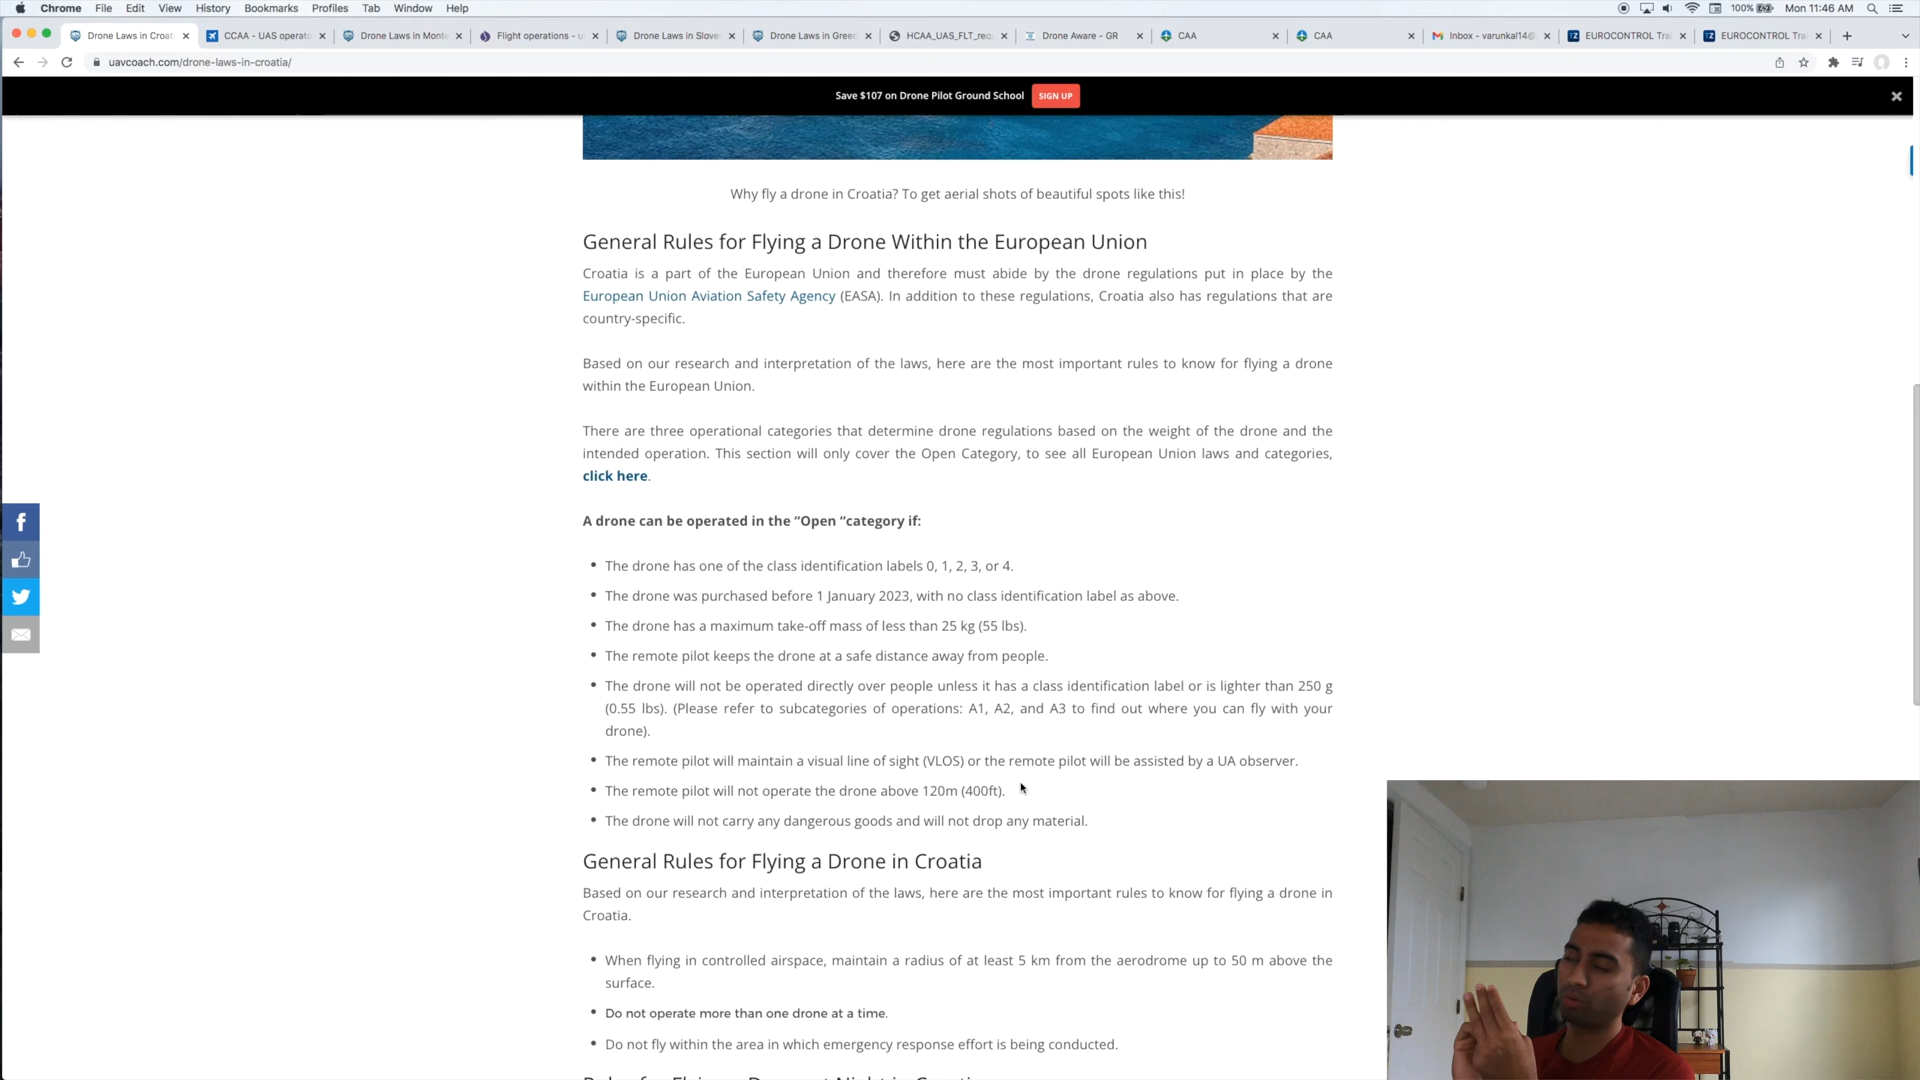 Chrome File Edit View History Bookmarks Profiles Tab Window Help 100% Mon 11:46 AM
Drone Laws in Croat CCAA - UAS operato Drone Laws in Monte Flight operations - u Drone Laws in Slove Drone Laws in Greec HCAA_UAS_FLT_req Drone Aware - GR CAA CAA Inbox - varunkal14@ EUROCONTROL Tra EUROCONTROL Tra
uavcoach.com/drone-laws-in-croatia/
Save $107 on Drone Pilot Ground School SIGN UP
Why fly a drone in Croatia? To get aerial shots of beautiful spots like this!
General Rules for Flying a Drone Within the European Union
Croatia is a part of the European Union and therefore must abide by the drone regulations put in place by the
European Union Aviation Safety Agency (EASA). In addition to these regulations, Croatia also has regulations that are
country-specific.
Based on our research and interpretation of the laws, here are the most important rules to know for flying a drone
within the European Union.
There are three operational categories that determine drone regulations based on the weight of the drone and the
intended operation. This section will only cover the Open Category, to see all European Union laws and categories,
click here.
A drone can be operated in the “Open “category if:
• The drone has one of the class identification labels 0, 1, 2, 3, or 4.
• The drone was purchased before 1 January 2023, with no class identification label as above.
• The drone has a maximum take-off mass of less than 25 kg (55 lbs).
• The remote pilot keeps the drone at a safe distance away from people.
• The drone will not be operated directly over people unless it has a class identification label or is lighter than 250 g
(0.55 lbs). (Please refer to subcategories of operations: A1, A2, and A3 to find out where you can fly with your
drone).
• The remote pilot will maintain a visual line of sight (VLOS) or the remote pilot will be assisted by a UA observer.
• The remote pilot will not operate the drone above 120m (400ft).
• The drone will not carry any dangerous goods and will not drop any material.
General Rules for Flying a Drone in Croatia
Based on our research and interpretation of the laws, here are the most important rules to know for flying a drone in
Croatia.
• When flying in controlled airspace, maintain a radius of at least 5 km from the aerodrome up to 50 m above the
surface.
• Do not operate more than one drone at a time.
• Do not fly within the area in which emergency response effort is being conducted.